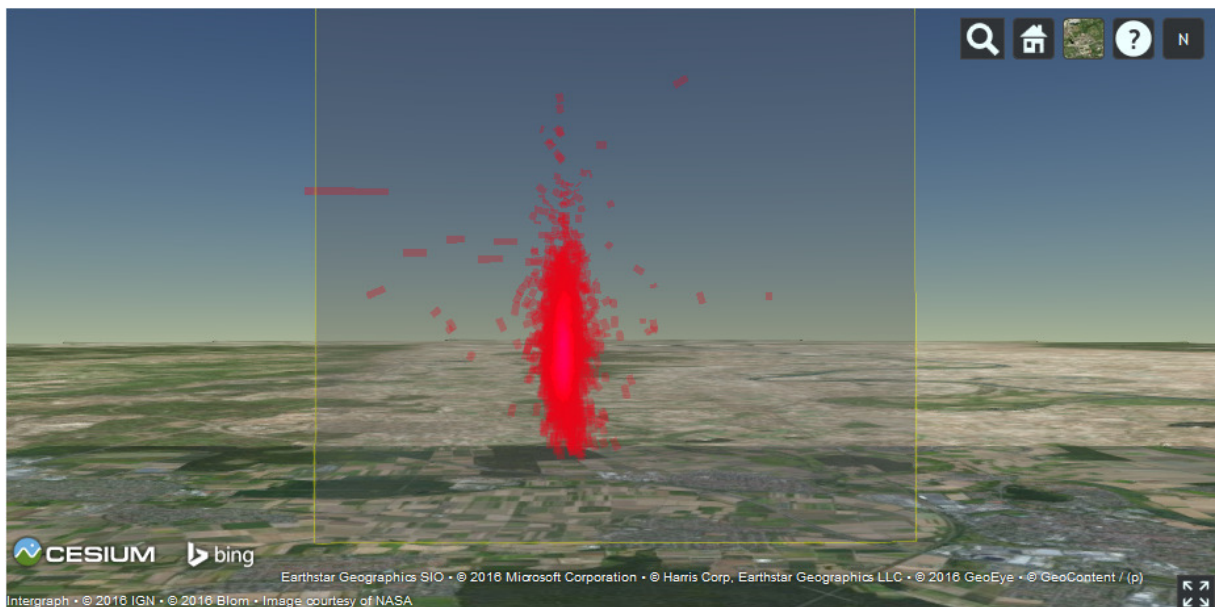 ? N
CESIUM bing
Earthstar Geographics SIO • © 2016 Microsoft Corporation • © Harris Corp, Earthstar Geographics LLC • © 2016 GeoEye • © GeoContent / (p)
Intergraph • © 2016 IGN • © 2016 Blom • Image courtesy of NASA